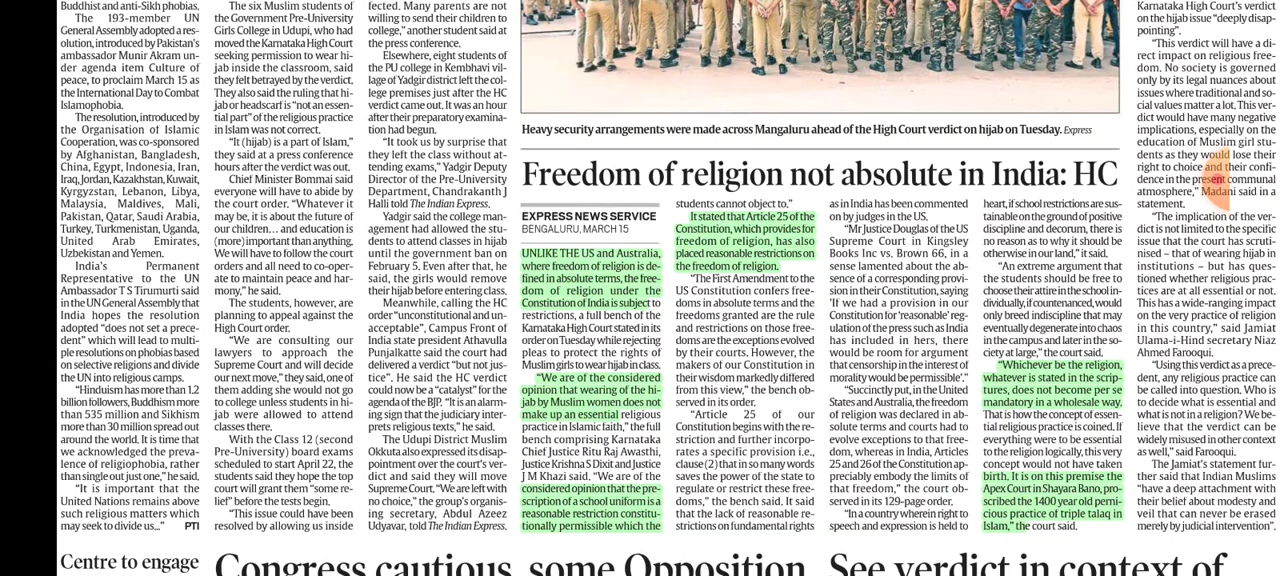 Buddhist and anti-Sikh phobias.
The 193-member UN
General Assembly adopted a res-
olution, introduced by Pakistan's
ambassador Munir Akram un-
der agenda item Culture of
peace, to proclaim March 15 as
the International Day to Combat
Islamophobia.
The resolution, introduced by
the Organisation of Islamic
Cooperation, was co-sponsored
by Afghanistan, Bangladesh,
China, Egypt, Indonesia, Iran,
Iraq, Jordan, Kazakhstan, Kuwait,
Kyrgyzstan, Lebanon, Libya,
Malaysia, Maldives, Mali,
Pakistan, Qatar, Saudi Arabia,
Turkey, Turkmenistan, Uganda,
United Arab Emirates,
Uzbekistan and Yemen.
India's Permanent
Representative to the UN
Ambassador T S Tirumurti said
in the UN General Assembly that
India hopes the resolution
adopted "does not set a prece-
dent" which will lead to multi-
ple resolutions on phobias based
on selective religions and divide
the UN into religious camps.
"Hinduism has more than 1.2
billion followers, Buddhism more
than 535 million and Sikhism
more than 30 million spread out
around the world. It is time that
we acknowledged the preva-
lence of religiophobia, rather
than single out just one," he said.
"It is important that the
United Nations remains above
such religious matters which
may seek to divide us..." PTI
Centre to engage
The six Muslim students of
the Government Pre-University
Girls College in Udupi, who had
moved the Karnataka High Court
seeking permission to wear hi-
jab inside the classroom, said
they felt betrayed by the verdict.
They also said the ruling that hi-
jab or headscarf is "not an essen-
tial part" of the religious practice
in Islam was not correct.
"It (hijab) is a part of Islam,"
they said at a press conference
hours after the verdict was out.
Chief Minister Bommai said
everyone will have to abide by
the court order. "Whatever it
may be, it is about the future of
our children... and education is
(more) important than anything.
We will have to follow the court
orders and all need to co-oper-
ate to maintain peace and har-
mony," he said.
The students, however, are
planning to appeal against the
High Court order.
"We are consulting our
lawyers to approach the
Supreme Court and will decide
our next move," they said, one of
them adding she would not go
to college unless students in hi-
jab were allowed to attend
classes there.
With the Class 12 (second
Pre-University) board exams
scheduled to start April 22, the
students said they hope the top
court will grant them "some re-
lief" before the tests begin.
"This issue could have been
resolved by allowing us inside
fected. Many parents are not
willing to send their children to
college," another student said at
the press conference.
Elsewhere, eight students of
the PU college in Kembhavi vil-
lage of Yadgir district left the col-
lege premises just after the HC
verdict came out. It was an hour
after their preparatory examina-
tion had begun.
"It took us by surprise that
they left the class without at-
tending exams," Yadgir Deputy
Director of the Pre-University
Department, Chandrakanth J
Halli told The Indian Express.
Yadgir said the college man-
agement had allowed the stu-
dents to attend classes in hijab
until the government ban on
February 5. Even after that, he
said, the girls would remove
their hijab before entering class.
Meanwhile, calling the HC
order "unconstitutional and un-
acceptable", Campus Front of
India state president Athavulla
Punjalkatte said the court had
delivered a verdict "but not jus-
tice". He said the HC verdict
could now be a "catalyst" for the
agenda of the BJP. "It is an alarm-
ing sign that the judiciary inter-
prets religious texts," he said.
The Udupi District Muslim
Okkuta also expressed its disap-
pointment over the court's ver-
dict and said they will move
Supreme Court. "We are left with
no choice," the group's organis-
ing secretary, Abdul Azeez
Udyavar, told The Indian Express.
Heavy security arrangements were made across Mangaluru ahead of the High Court verdict on hijab on Tuesday. Express
Freedom of religion not absolute in India: HC
EXPRESS NEWS SERVICE
BENGALURU, MARCH 15
UNLIKE THE US and Australia,
where freedom of religion is de-
fined in absolute terms, the free-
dom of religion under the
Constitution of India is subject to
restrictions, a full bench of the
Karnataka High Court stated in its
order on Tuesday while rejecting
pleas to protect the rights of
Muslim girls to wear hijab in class.
"We are of the considered
opinion that wearing of the hi-
jab by Muslim women does not
make up an essential religious
practice in Islamic faith," the full
bench comprising Karnataka
Chief Justice Ritu Raj Awasthi,
Justice Krishna S Dixit and Justice
J M Khazi said. "We are of the
considered opinion that the pre-
scription of a school uniform is a
reasonable restriction constitu-
tionally permissible which the
students cannot object to."
It stated that Article 25 of the
Constitution, which provides for
freedom of religion, has also
placed reasonable restrictions on
the freedom of religion.
"The First Amendment to the
US Constitution confers free-
doms in absolute terms and the
freedoms granted are the rule
and restrictions on those free-
doms are the exceptions evolved
by their courts. However, the
makers of our Constitution in
their wisdom markedly differed
from this view," the bench ob-
served in its order.
"Article 25 of our
Constitution begins with the re-
striction and further incorpo-
rates a specific provision i.e.,
clause (2) that in so many words
saves the power of the state to
regulate or restrict these free-
doms," the bench said. It said
that the lack of reasonable re-
strictions on fundamental rights
as in India has been commented
on by judges in the US.
"Mr Justice Douglas of the US
Supreme Court in Kingsley
Books Inc vs. Brown 66, in a
sense lamented about the ab-
sence of a corresponding provi-
sion in their Constitution, saying
'If we had a provision in our
Constitution for 'reasonable' reg-
ulation of the press such as India
has included in hers, there
would be room for argument
that censorship in the interest of
morality would be permissible'."
"Succinctly put, in the United
States and Australia, the freedom
of religion was declared in ab-
solute terms and courts had to
evolve exceptions to that free-
dom, whereas in India, Articles
25 and 26 of the Constitution ap-
preciably embody the limits of
that freedom," the court ob-
served in its 129-page order.
"In a country wherein right to
speech and expression is held to
heart, if school restrictions are sus-
tainable on the ground of positive
discipline and decorum, there is
no reason as to why it should be
otherwise in our land," it said.
"An extreme argument that
the students should be free to
choose their attire in the school in-
dividually, if countenanced, would
only breed indiscipline that may
eventually degenerate into chaos
in the campus and later in the so-
ciety at large," the court said.
"Whichever be the religion,
whatever is stated in the scrip-
tures, does not become per se
mandatory in a wholesale way.
That is how the concept of essen-
tial religious practice is coined. If
everything were to be essential
to the religion logically, this very
concept would not have taken
birth. It is on this premise the
Apex Court in Shayara Bano, pro-
scribed the 1400 year old perni-
cious practice of triple talaq in
Islam," the court said.
Karnataka High Court's verdict
on the hijab issue "deeply disap-
pointing".
"This verdict will have a di-
rect impact on religious free-
dom. No society is governed
only by its legal nuances about
issues where traditional and so-
cial values matter a lot. This ver-
dict would have many negative
implications, especially on the
education of Muslim girl stu-
dents as they would lose their
right to choice and their confi-
dence in the present communal
atmosphere," Madani said in a
statement.
"The implication of the ver-
dict is not limited to the specific
issue that the court has scruti-
nised – that of wearing hijab in
institutions – but has ques-
tioned whether religious prac-
tices are at all essential or not.
This has a wide-ranging impact
on the very practice of religion
in this country," said Jamiat
Ulama-i-Hind secretary Niaz
Ahmed Farooqui.
"Using this verdict as a prece-
dent, any religious practice can
be called into question. Who is
to decide what is essential and
what is not in a religion? We be-
lieve that the verdict can be
widely misused in other context
as well," said Farooqui.
The Jamiat's statement fur-
ther said that Indian Muslims
"have a deep attachment with
their belief about modesty and
veil that can never be erased
merely by judicial intervention".
Congress cautious, some Opposition
See verdict in context of